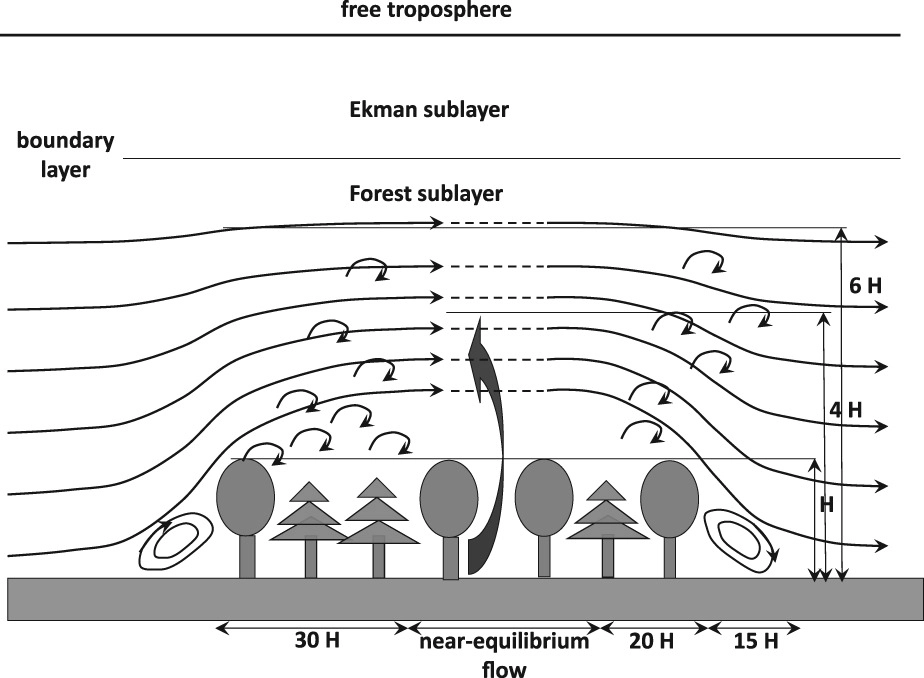 free troposphere
Ekman sublayer
boundary
layer
Forest sublayer
6 H
4 H
H
30 H
near-equilibrium
flow
20 H
15 H